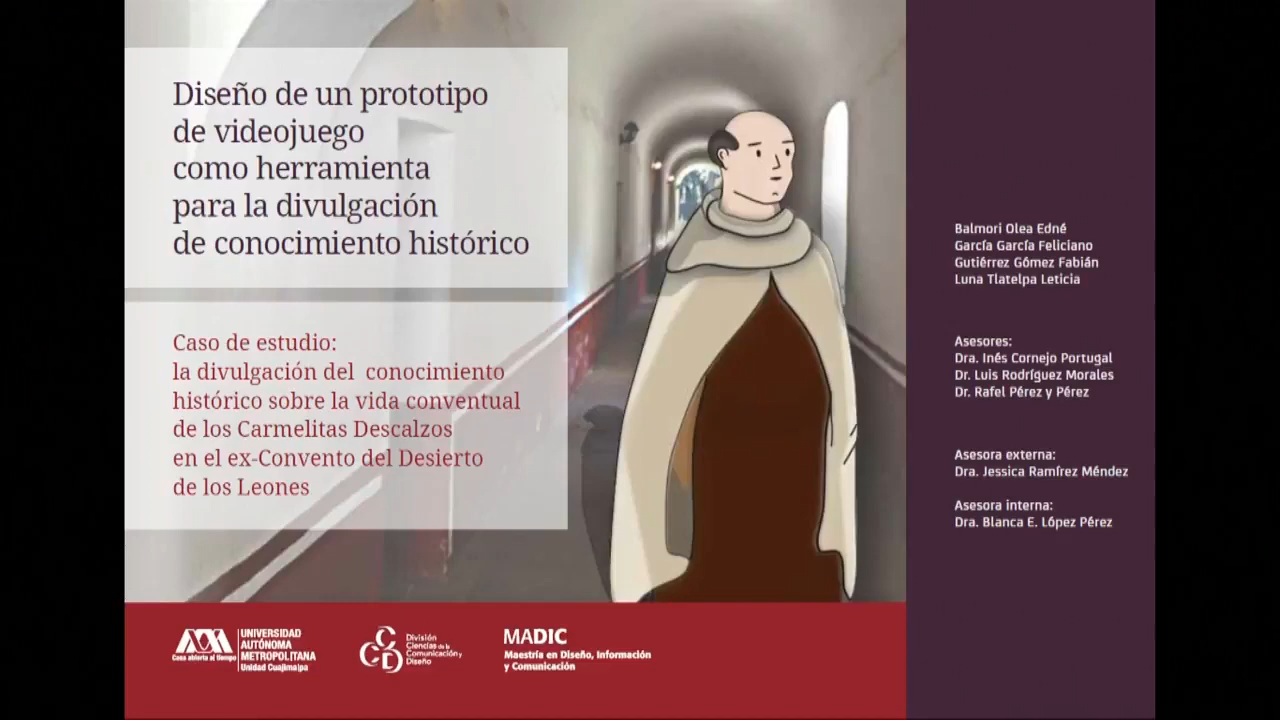 Diseño de un prototipo
de videojuego
como herramienta
para la divulgación
de conocimiento histórico
Caso de estudio:
la divulgación del conocimiento
histórico sobre la vida conventual
de los Carmelitas Descalzos
en el ex-Convento del Desierto
de los Leones
Balmori Olea Edné
García García Feliciano
Gutiérrez Gómez Fabián
Luna Tlatelpa Leticia
Asesores:
Dra. Inés Cornejo Portugal
Dr. Luis Rodríguez Morales
Dr. Rafel Pérez y Pérez
Asesora externa:
Dra. Jessica Ramírez Méndez
Asesora interna:
Dra. Blanca E. López Pérez
Casa abierta al tiempo
UNIVERSIDAD
AUTÓNOMA
METROPOLITANA
Unidad Cuajimalpa
CCCD
División
Ciencias de la
Comunicación y
Diseño
MADIC
Maestría en Diseño, Información
y Comunicación